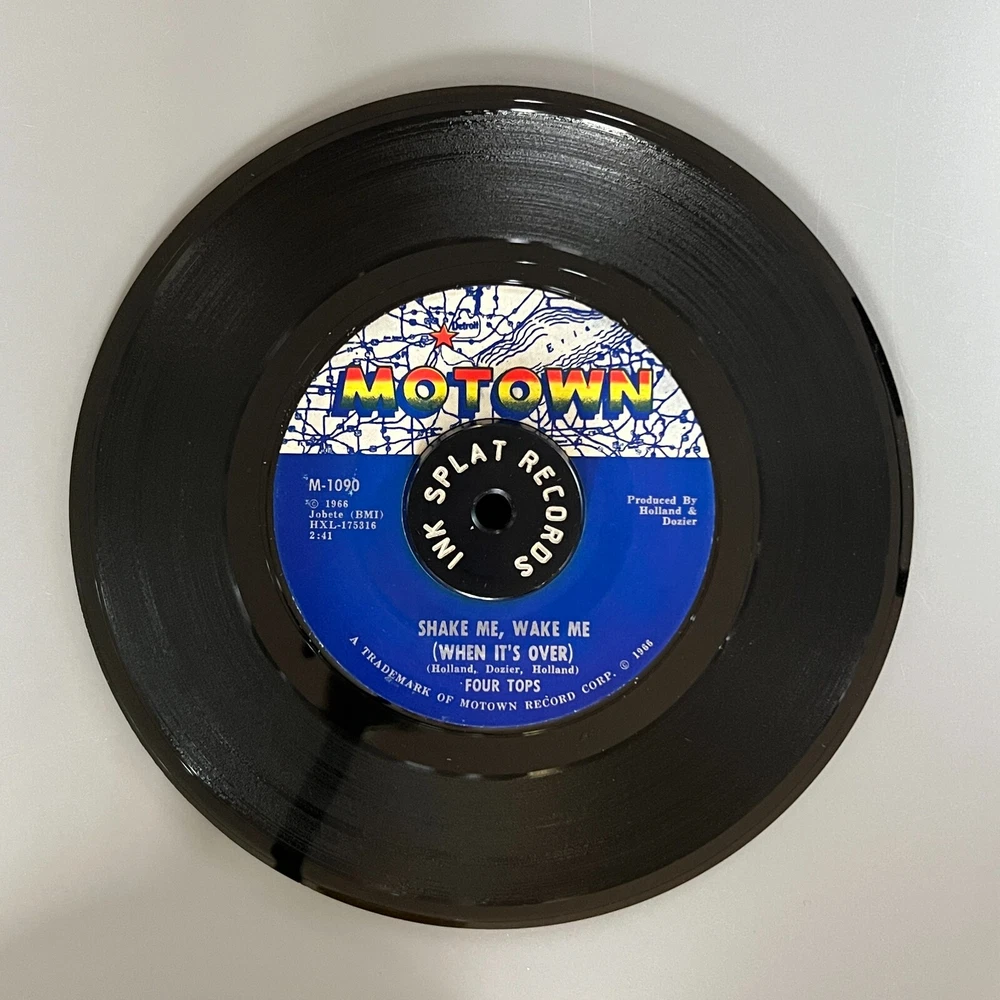 Detroit
Erie
MOTOWN
INK SPLAT RECORDS
M-1090
© 1966
Jobete (BMI)
HXL-175316
2:41
Produced By
Holland &
Dozier
SHAKE ME, WAKE ME
(WHEN IT'S OVER)
(Holland, Dozier, Holland)
FOUR TOPS
A TRADEMARK OF MOTOWN RECORD CORP. © 1966